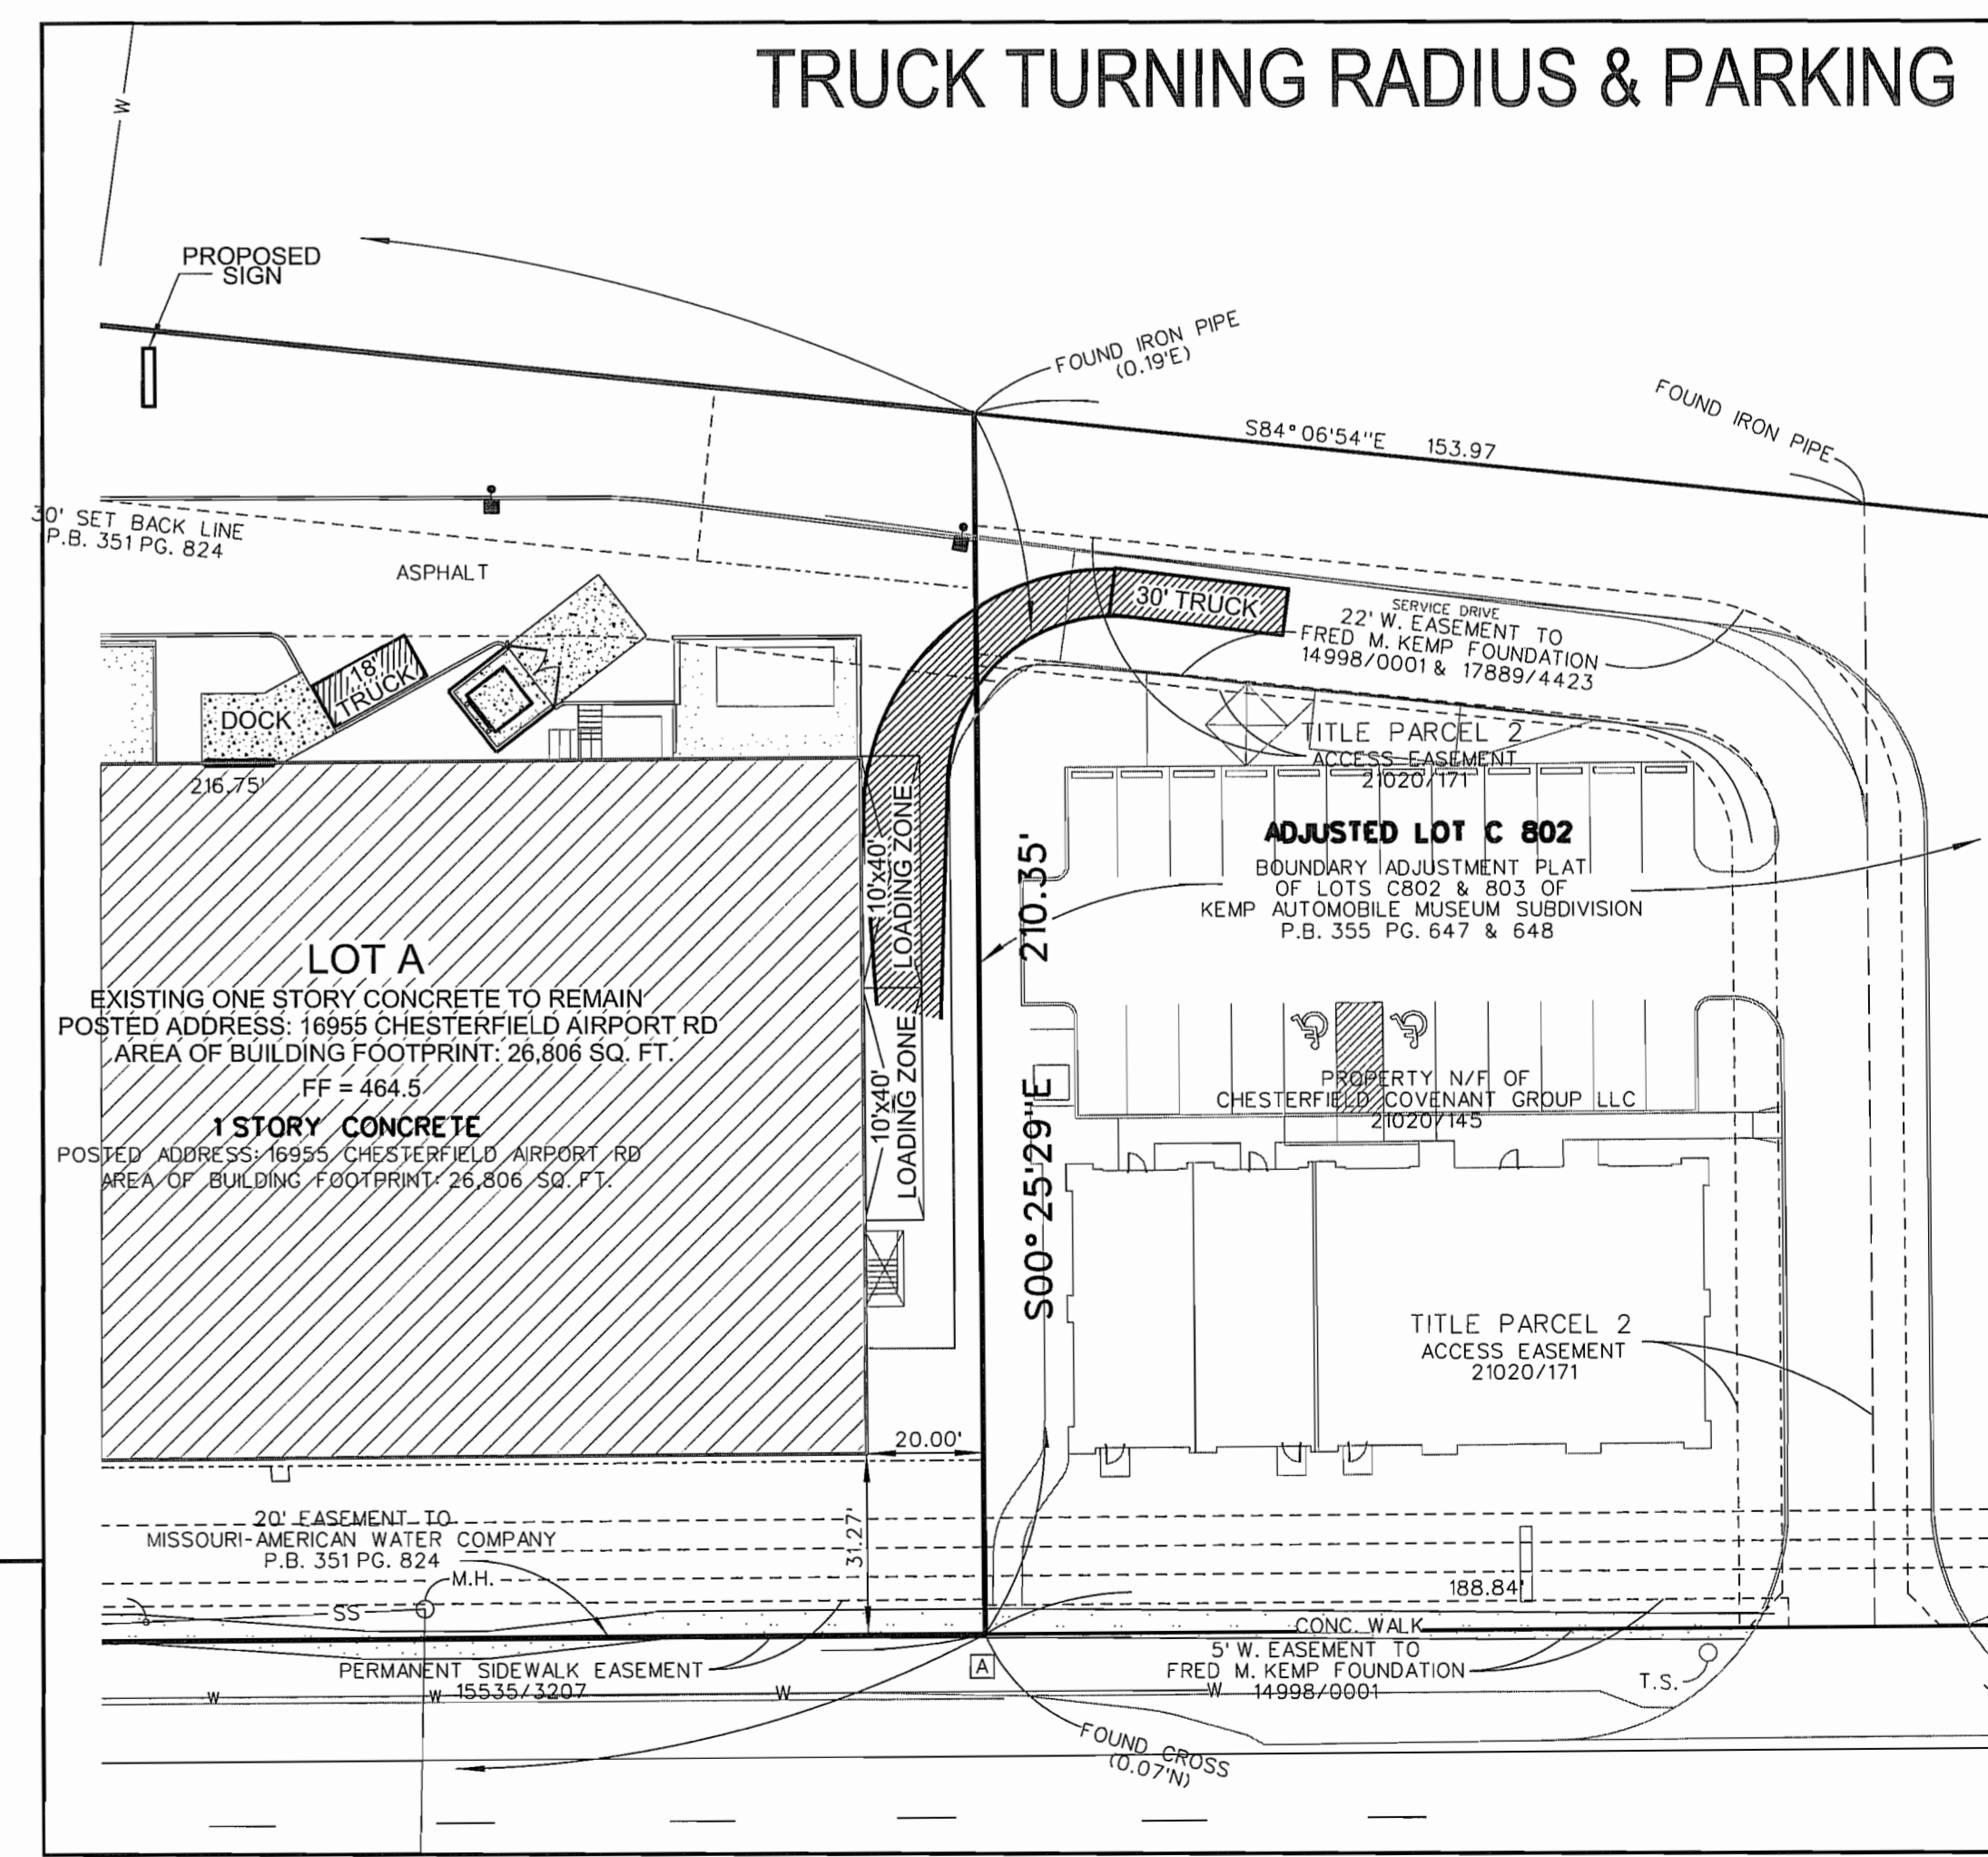 TRUCK TURNING RADIUS & PARKING
W
PROPOSED
SIGN
FOUND IRON PIPE
(0.19'E)
FOUND IRON PIPE
S84°06'54"E 153.97
30' SET BACK LINE
P.B. 351 PG. 824
ASPHALT
30' TRUCK
SERVICE DRIVE
22' W. EASEMENT TO
FRED M. KEMP FOUNDATION
14998/0001 & 17889/4423
18'
TRUCK
DOCK
TITLE PARCEL 2
ACCESS EASEMENT
21020/171
216.75'
10'x40'
LOADING ZONE
210.35'
ADJUSTED LOT C 802
BOUNDARY ADJUSTMENT PLAT
OF LOTS C802 & 803 OF
KEMP AUTOMOBILE MUSEUM SUBDIVISION
P.B. 355 PG. 647 & 648
LOT A
EXISTING ONE STORY CONCRETE TO REMAIN
POSTED ADDRESS: 16955 CHESTERFIELD AIRPORT RD
AREA OF BUILDING FOOTPRINT: 26,806 SQ. FT.
FF = 464.5
1 STORY CONCRETE
POSTED ADDRESS: 16955 CHESTERFIELD AIRPORT RD
AREA OF BUILDING FOOTPRINT: 26,806 SQ. FT.
10'x40'
LOADING ZONE
S00°25'29"E
PROPERTY N/F OF
CHESTERFIELD COVENANT GROUP LLC
21020/145
TITLE PARCEL 2
ACCESS EASEMENT
21020/171
20.00'
31.27'
20' EASEMENT TO
MISSOURI-AMERICAN WATER COMPANY
P.B. 351 PG. 824
M.H.
SS
188.84'
CONC. WALK
5' W. EASEMENT TO
FRED M. KEMP FOUNDATION
14998/0001
A
PERMANENT SIDEWALK EASEMENT
15535/3207
T.S.
W
W
W
W
FOUND CROSS
(0.07'N)